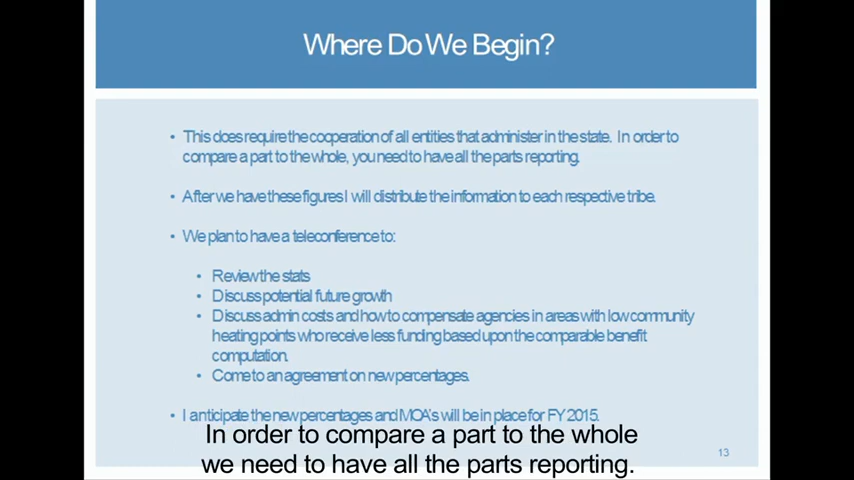 Where Do We Begin?
• This does require the cooperation of all entities that administer in the state. In order to
compare a part to the whole, you need to have all the parts reporting.
• After we have these figures I will distribute the information to each respective tribe.
• We plan to have a teleconference to:
• Review the stats
• Discuss potential future growth
• Discuss admin costs and how to compensate agencies in areas with low community
heating points who receive less funding based upon the comparable benefit
computation.
• Come to an agreement on new percentages.
• I anticipate the new percentages and MOA's will be in place for FY 2015.
In order to compare a part to the whole
we need to have all the parts reporting.
13